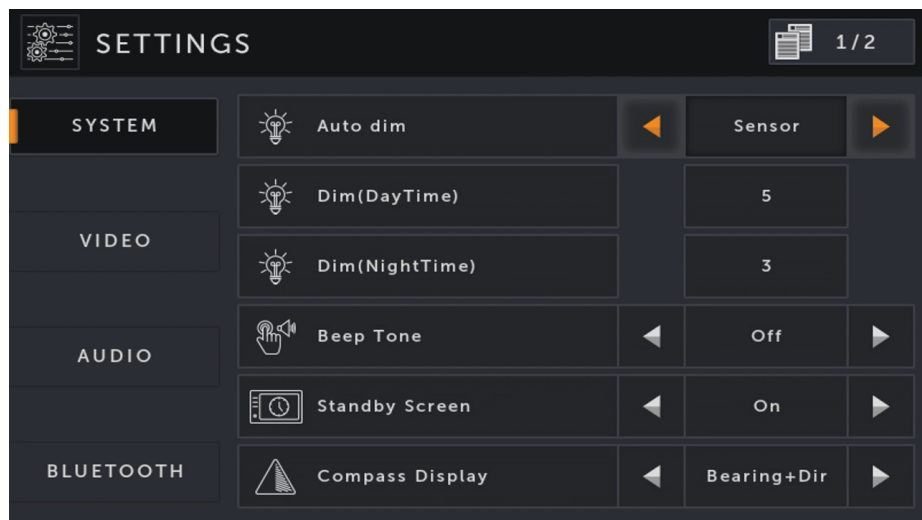 SETTINGS
1/2
SYSTEM
Auto dim
Sensor
Dim(DayTime)
5
VIDEO
Dim(NightTime)
3
AUDIO
Beep Tone
Off
Standby Screen
On
BLUETOOTH
Compass Display
Bearing+Dir